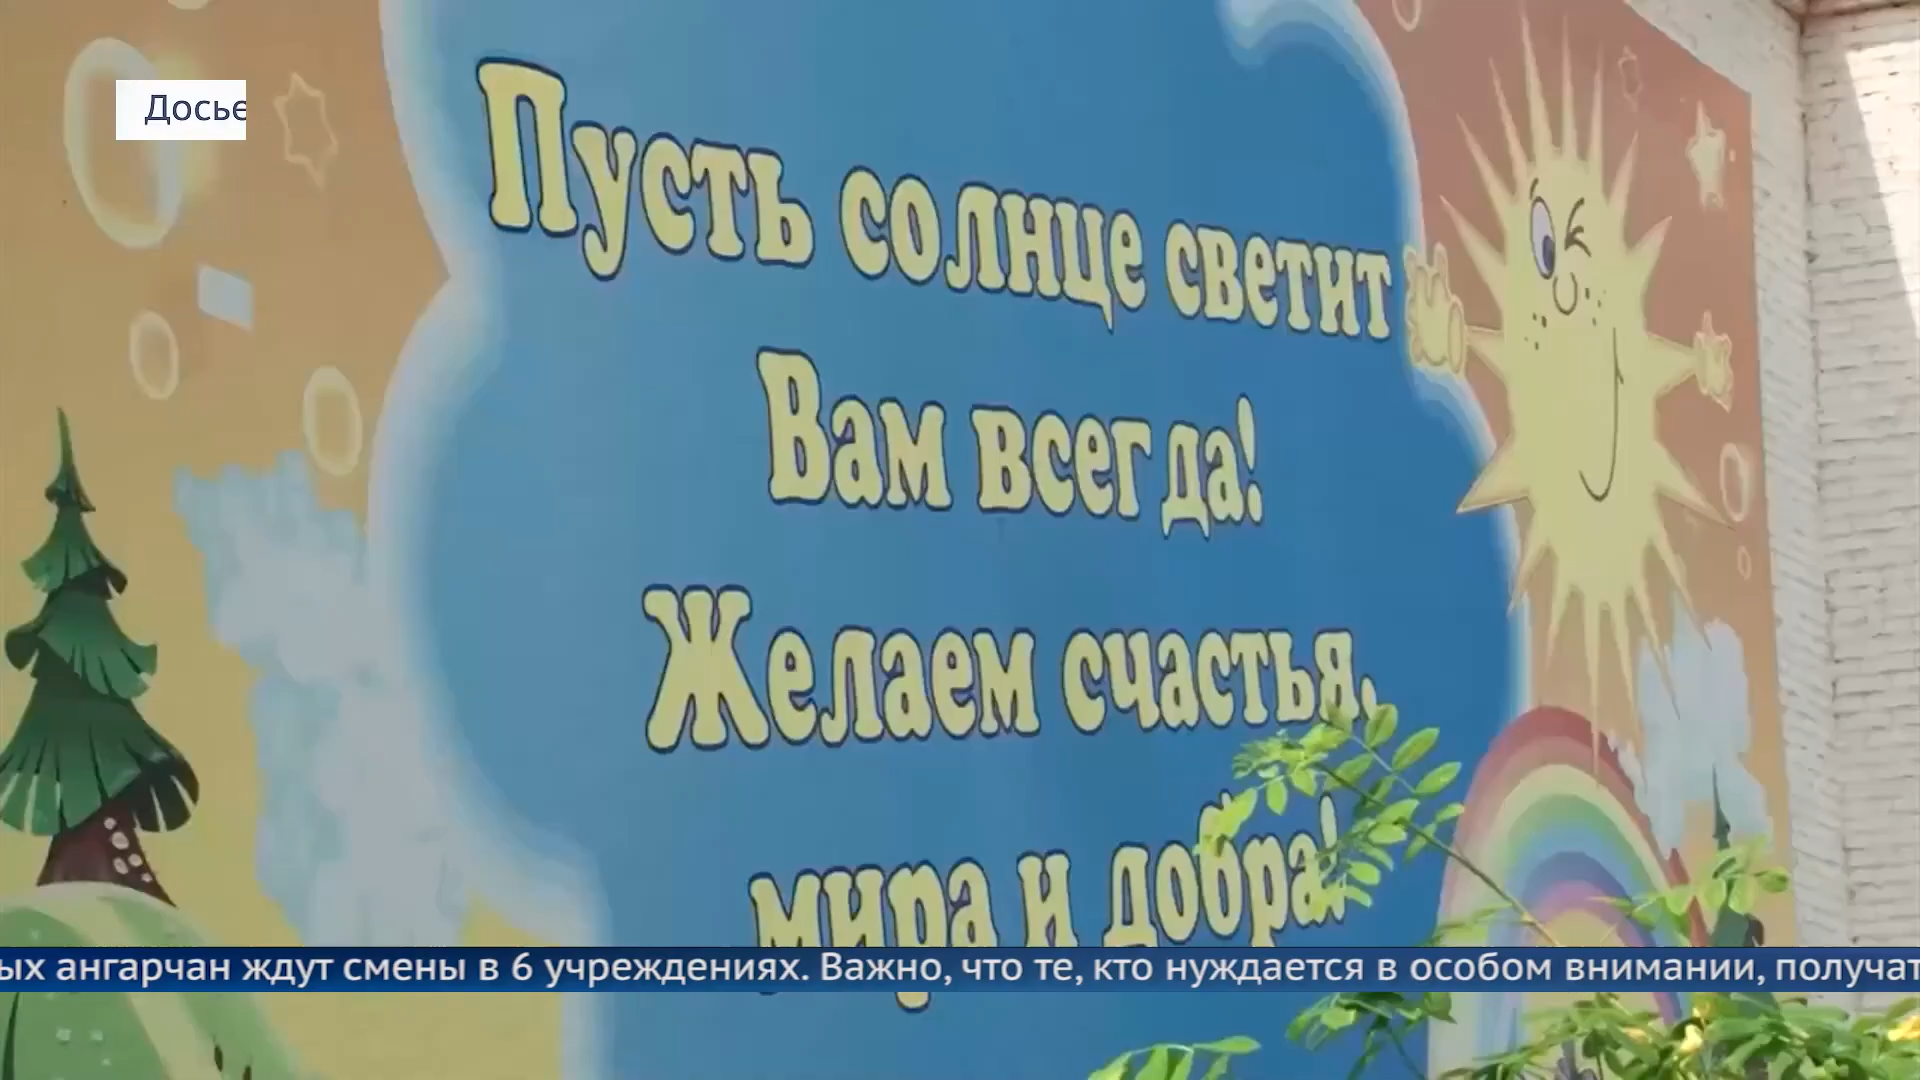 Досье
Пусть солнце светит
Вам всегда!
Желаем счастья,
мира и добра!
ых ангарчан ждут смены в 6 учреждениях. Важно, что те, кто нуждается в особом внимании, получат